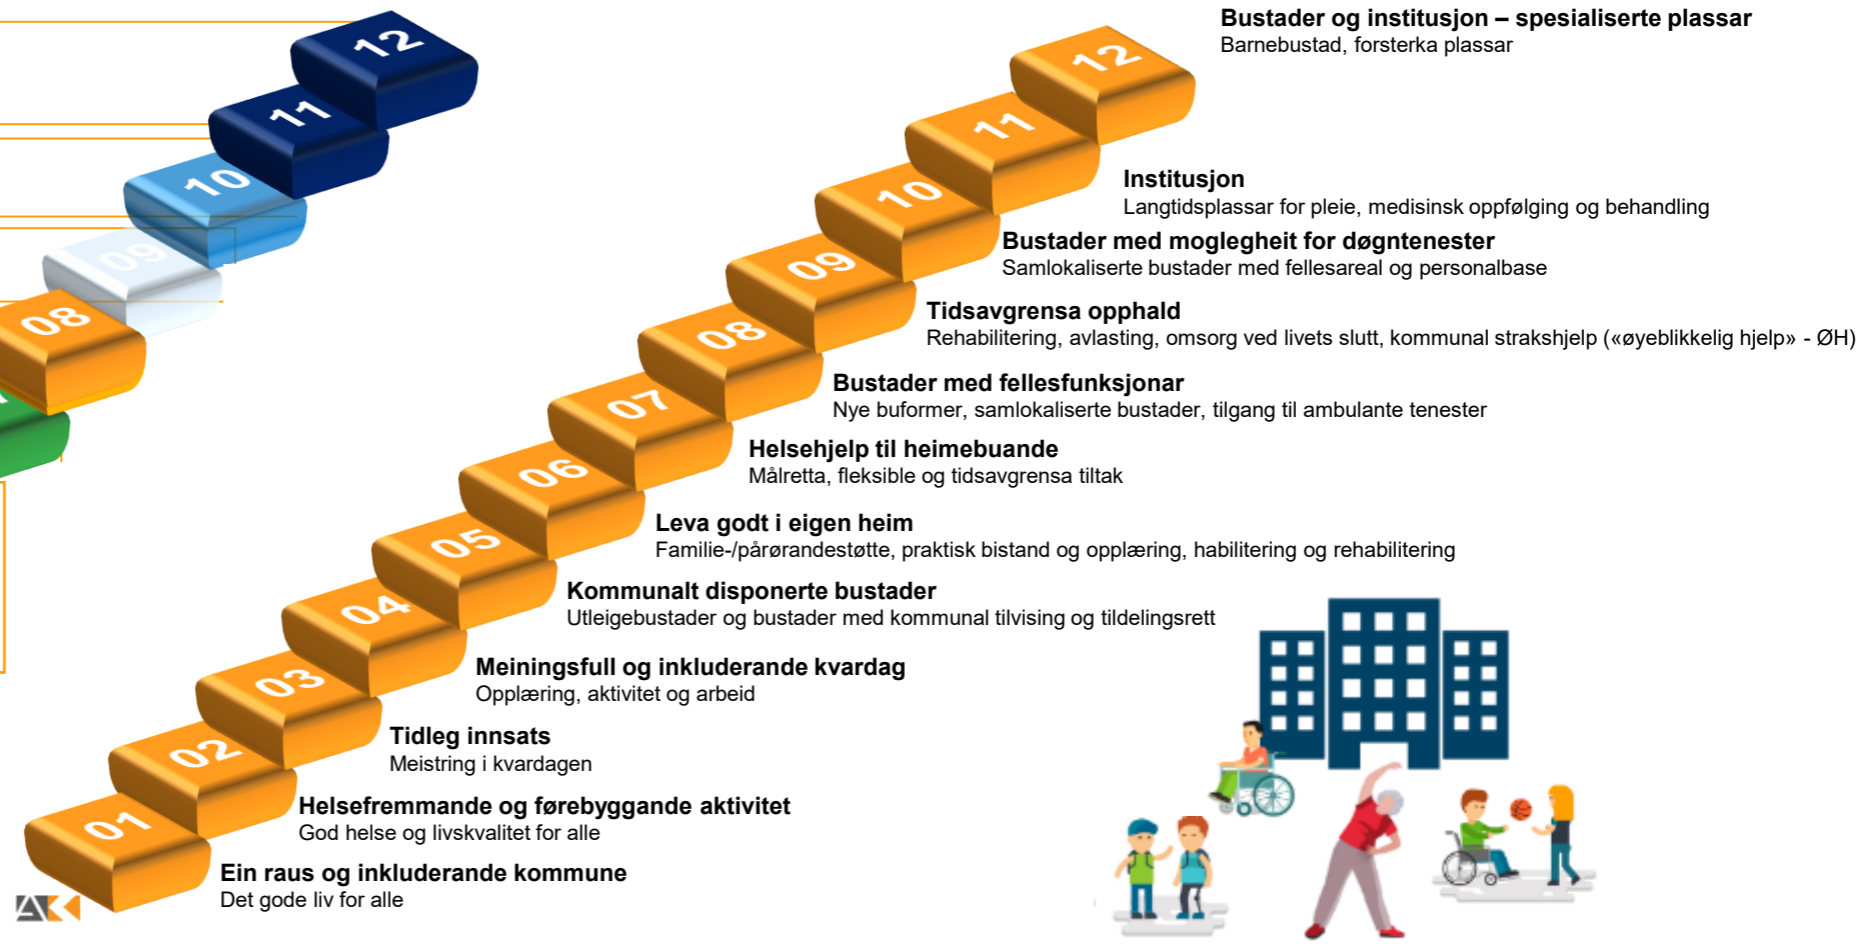 12
11
10
09
08
Bustader og institusjon – spesialiserte plassar
Barnebustad, forsterka plassar
12
11
Institusjon
Langtidsplassar for pleie, medisinsk oppfølging og behandling
10
Bustader med moglegheit for døgntenester
Samlokaliserte bustader med fellesareal og personalbase
09
Tidsavgrensa opphald
Rehabilitering, avlasting, omsorg ved livets slutt, kommunal strakshjelp («øyeblikkelig hjelp» - ØH)
08
Bustader med fellesfunksjonar
Nye buformer, samlokaliserte bustader, tilgang til ambulante tenester
07
Helsehjelp til heimebuande
Målretta, fleksible og tidsavgrensa tiltak
06
Leva godt i eigen heim
Familie-/pårørandestøtte, praktisk bistand og opplæring, habilitering og rehabilitering
05
Kommunalt disponerte bustader
Utleigebustader og bustader med kommunal tilvising og tildelingsrett
04
Meiningsfull og inkluderande kvardag
Opplæring, aktivitet og arbeid
03
Tidleg innsats
Meistring i kvardagen
02
Helsefremmande og førebyggande aktivitet
God helse og livskvalitet for alle
01
Ein raus og inkluderande kommune
Det gode liv for alle